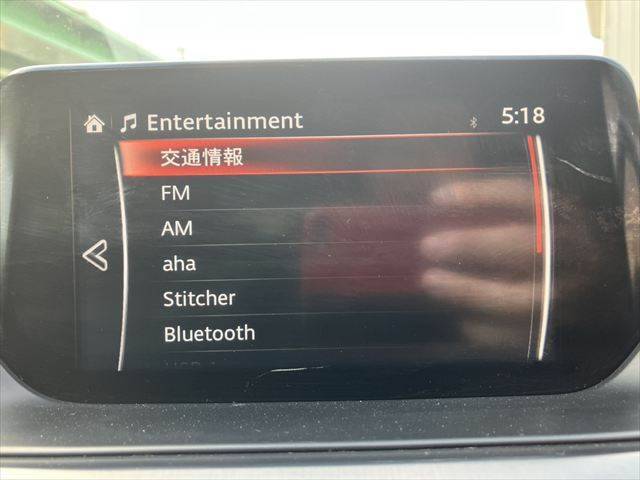 Entertainment 5:18
交通情報
FM
AM
aha
Stitcher
Bluetooth